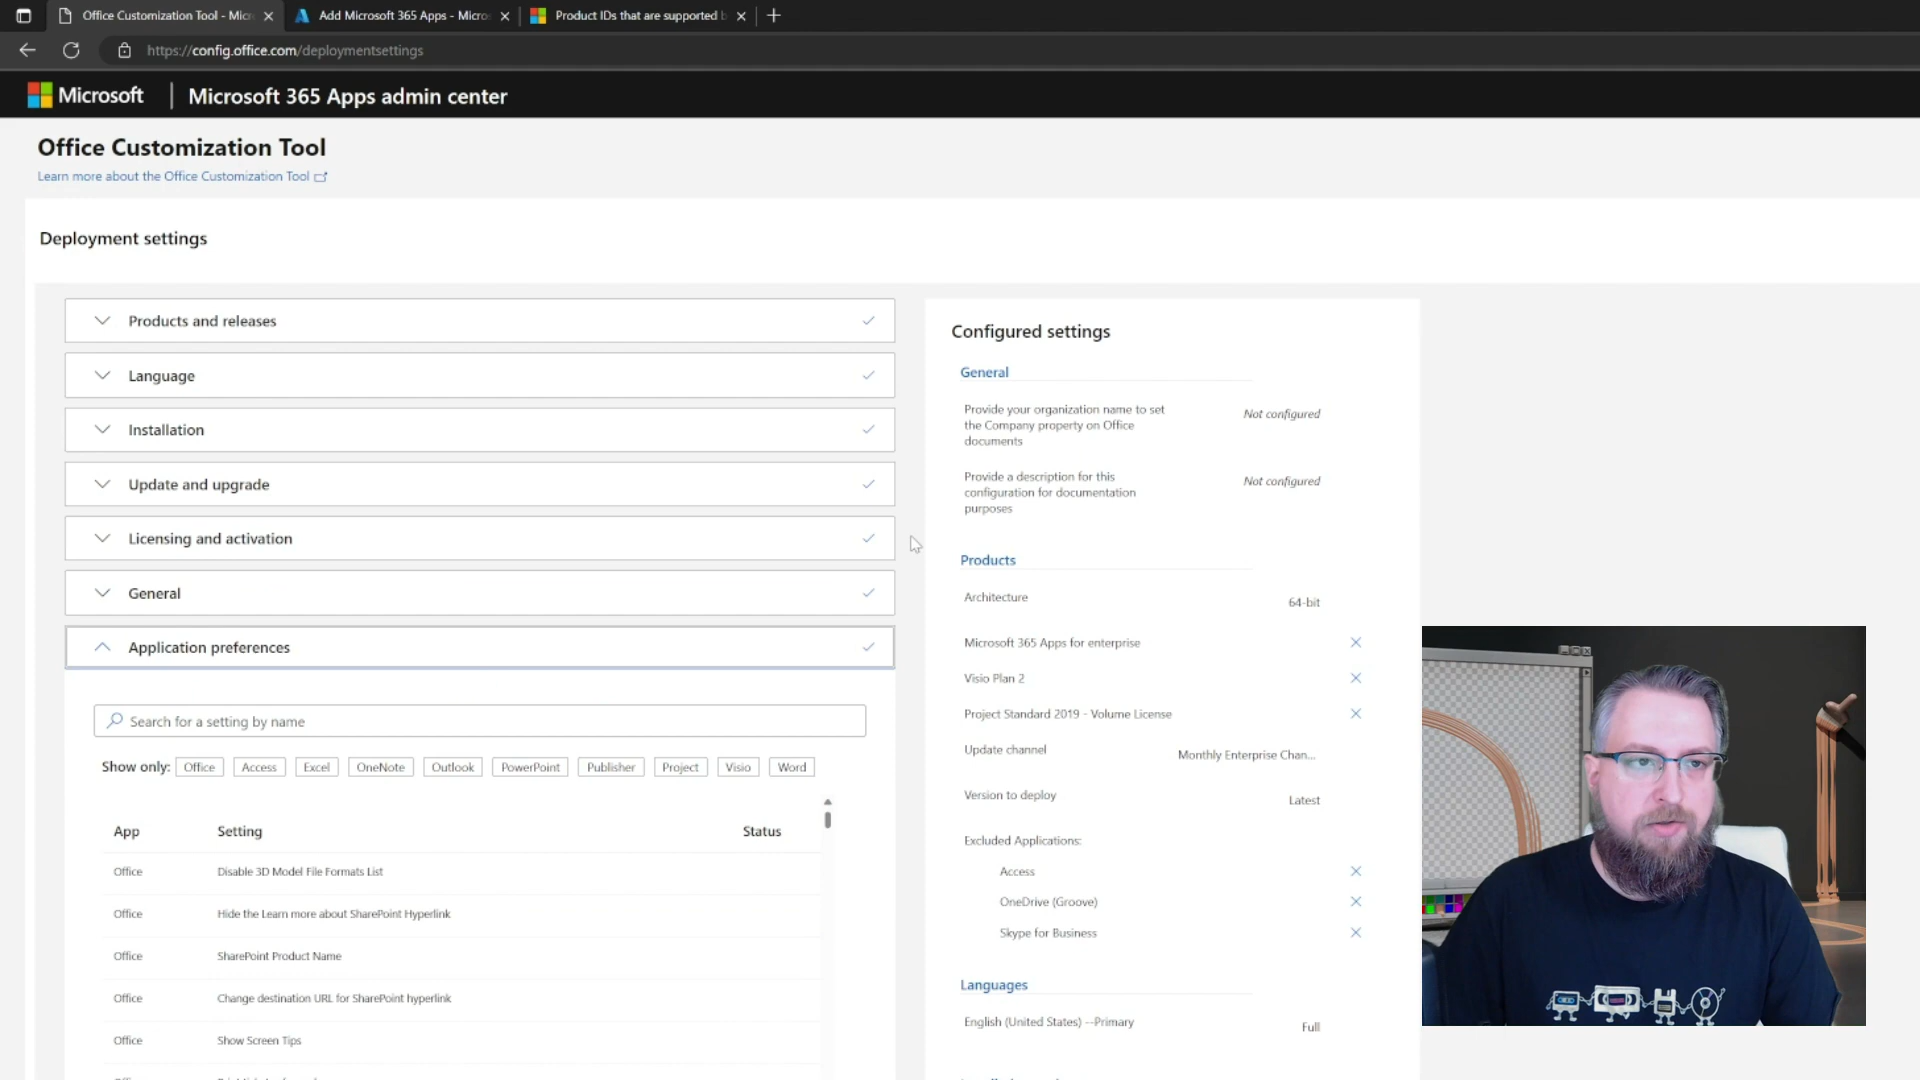 Office Customization Tool - Micr
Add Microsoft 365 Apps - Micros
Product IDs that are supported b
https://config.office.com/deploymentsettings
Microsoft
Microsoft 365 Apps admin center
Office Customization Tool
Learn more about the Office Customization Tool
Deployment settings
Products and releases
Language
Installation
Update and upgrade
Licensing and activation
General
Application preferences
Search for a setting by name
Show only: Office Access Excel OneNote Outlook PowerPoint Publisher Project Visio Word
App Setting Status
Office Disable 3D Model File Formats List
Office Hide the Learn more about SharePoint Hyperlink
Office SharePoint Product Name
Office Change destination URL for SharePoint hyperlink
Office Show Screen Tips
Configured settings
General
Provide your organization name to set
the Company property on Office
documents
Not configured
Provide a description for this
configuration for documentation
purposes
Not configured
Products
Architecture 64-bit
Microsoft 365 Apps for enterprise
Visio Plan 2
Project Standard 2019 - Volume License
Update channel Monthly Enterprise Chan...
Version to deploy Latest
Excluded Applications:
Access
OneDrive (Groove)
Skype for Business
Languages
English (United States) --Primary Full